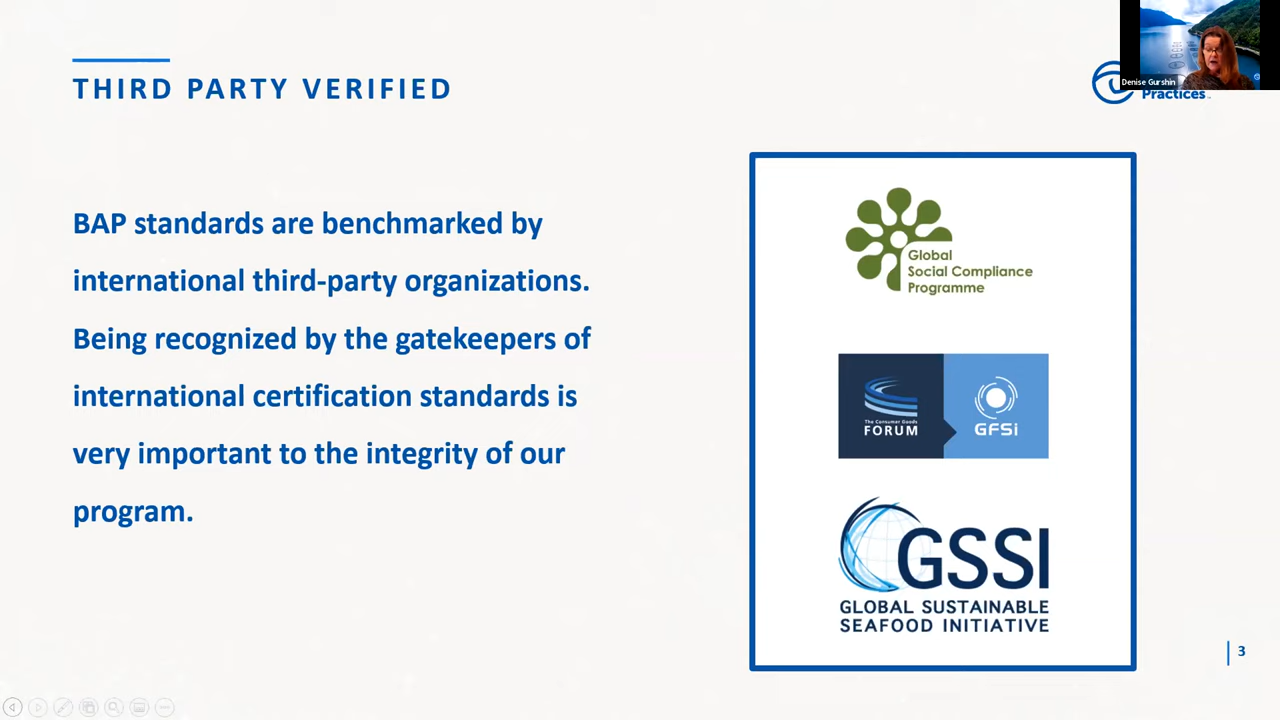 THIRD PARTY VERIFIED
Denise Gurshin
Practices
BAP standards are benchmarked by
international third-party organizations.
Being recognized by the gatekeepers of
international certification standards is
very important to the integrity of our
program.
Global
Social Compliance
Programme
The Consumer Goods
FORUM
GFSi
GSSI
GLOBAL SUSTAINABLE
SEAFOOD INITIATIVE
3